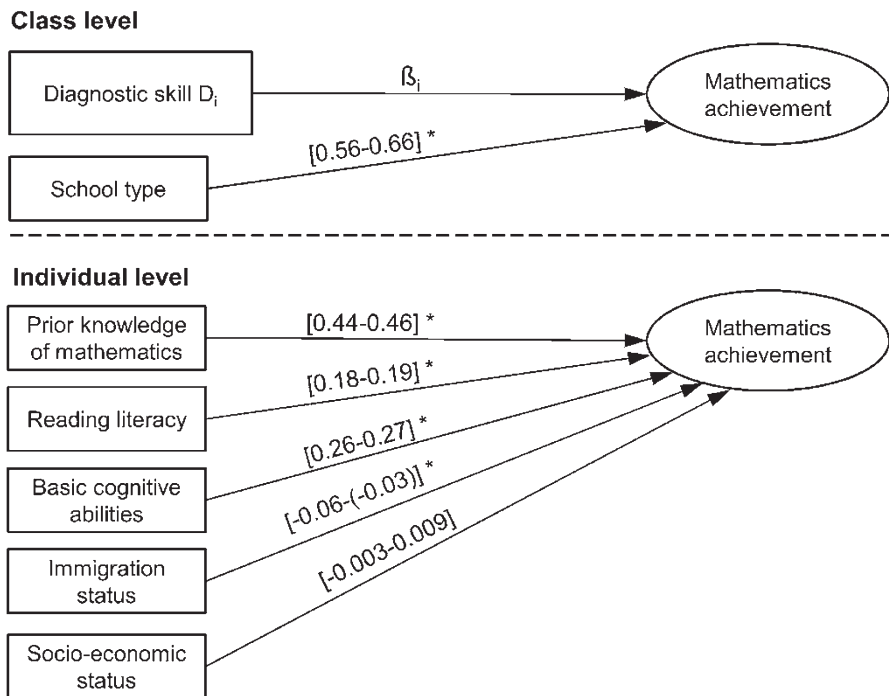 Class level
Diagnostic skill Dᵢ
ßᵢ
Mathematics
achievement
[0.56-0.66] *
School type
Individual level
Prior knowledge
of mathematics
[0.44-0.46] *
Mathematics
achievement
[0.18-0.19] *
Reading literacy
[0.26-0.27] *
Basic cognitive
abilities
[-0.06-(-0.03)] *
Immigration
status
[-0.003-0.009]
Socio-economic
status